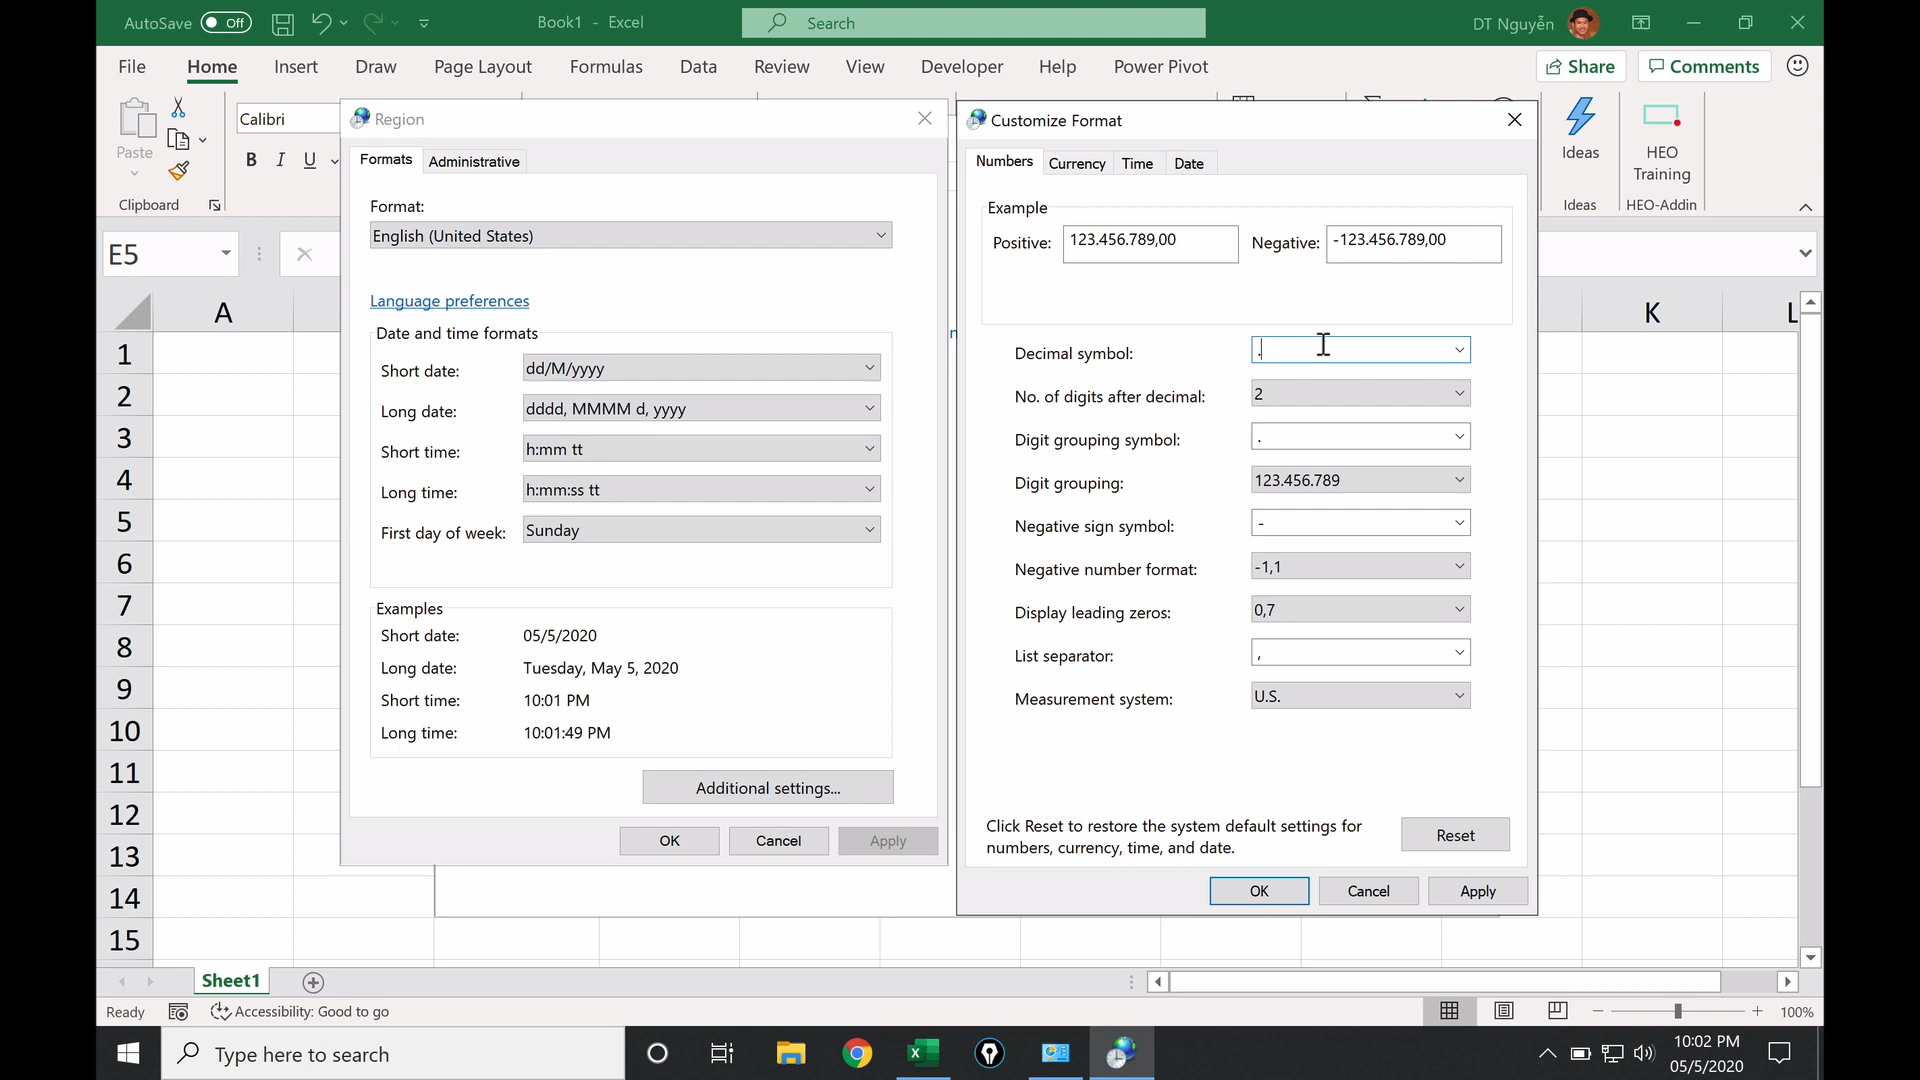 AutoSave Off
Book1 - Excel
Search
DT Nguyễn
File Home Insert Draw Page Layout Formulas Data Review View Developer Help Power Pivot
Share
Comments
Paste
Clipboard
Calibri
B I U
Ideas
Ideas
HEO
Training
HEO-Addin
E5
A K L
1
2
3
4
5
6
7
8
9
10
11
12
13
14
15
Region
Formats Administrative
Format:
English (United States)
Language preferences
Date and time formats
Short date: dd/M/yyyy
Long date: dddd, MMMM d, yyyy
Short time: h:mm tt
Long time: h:mm:ss tt
First day of week: Sunday
Examples
Short date: 05/5/2020
Long date: Tuesday, May 5, 2020
Short time: 10:01 PM
Long time: 10:01:49 PM
Additional settings...
OK Cancel Apply
Customize Format
Numbers Currency Time Date
Example
Positive: 123.456.789,00 Negative: -123.456.789,00
Decimal symbol: .
No. of digits after decimal: 2
Digit grouping symbol: .
Digit grouping: 123.456.789
Negative sign symbol: -
Negative number format: -1,1
Display leading zeros: 0,7
List separator: ,
Measurement system: U.S.
Click Reset to restore the system default settings for
numbers, currency, time, and date.
Reset
OK Cancel Apply
Sheet1
Ready
Accessibility: Good to go
100%
Type here to search
10:02 PM
05/5/2020